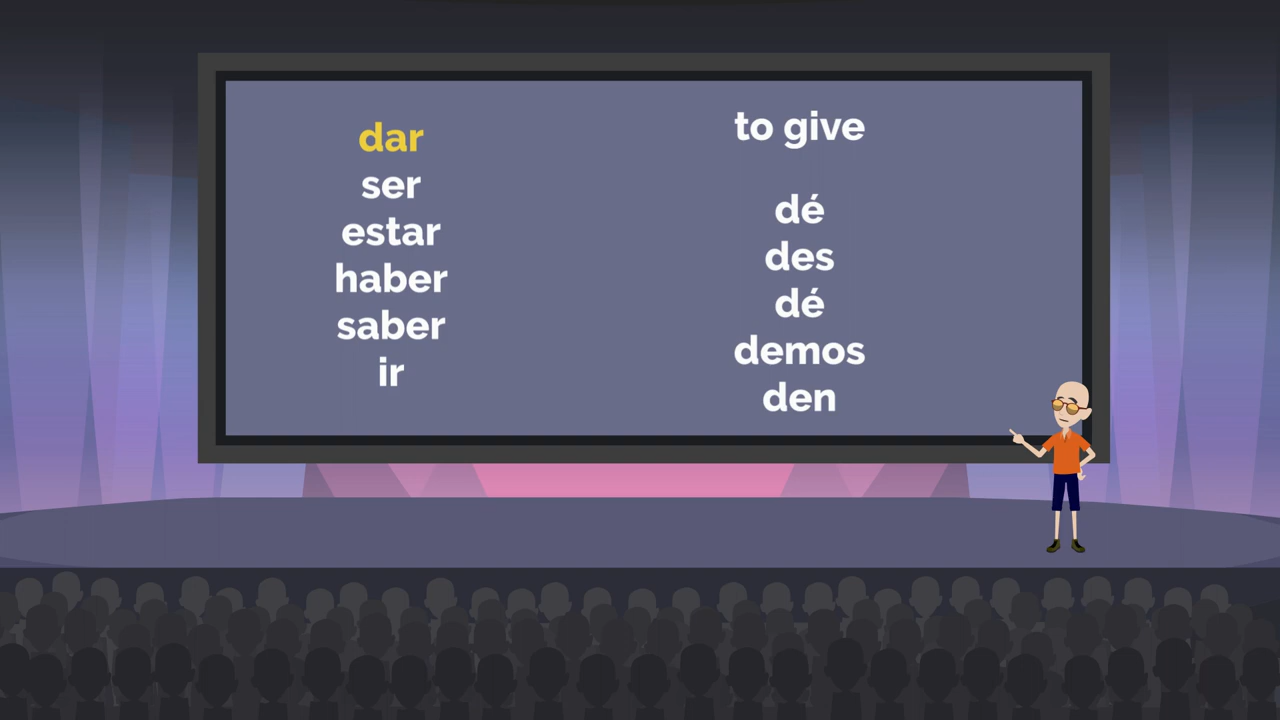 dar
ser
estar
haber
saber
ir
to give
dé
des
dé
demos
den